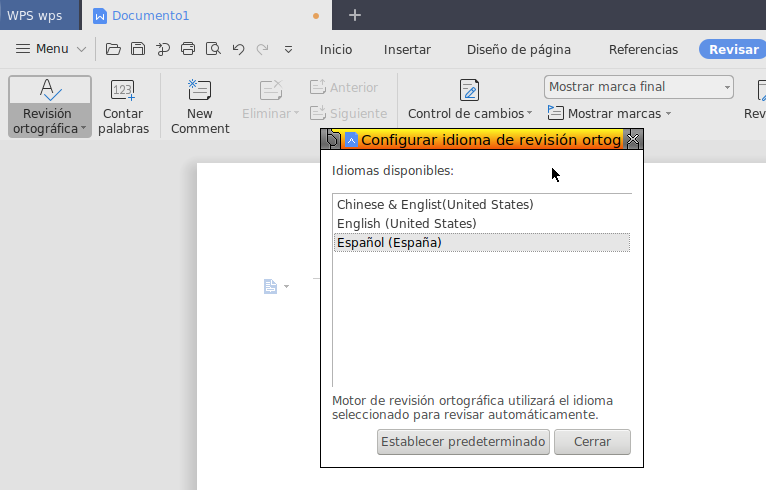 WPS wps
Documento1
Menu
Inicio
Insertar
Diseño de página
Referencias
Revisar
Revisión ortográfica
123
Contar palabras
New Comment
Eliminar
Anterior
Siguiente
Control de cambios
Mostrar marca final
Mostrar marcas
Rev
Configurar idioma de revisión ortog
Idiomas disponibles:
Chinese & Englist(United States)
English (United States)
Español (España)
Motor de revisión ortográfica utilizará el idioma
seleccionado para revisar automáticamente.
Establecer predeterminado
Cerrar